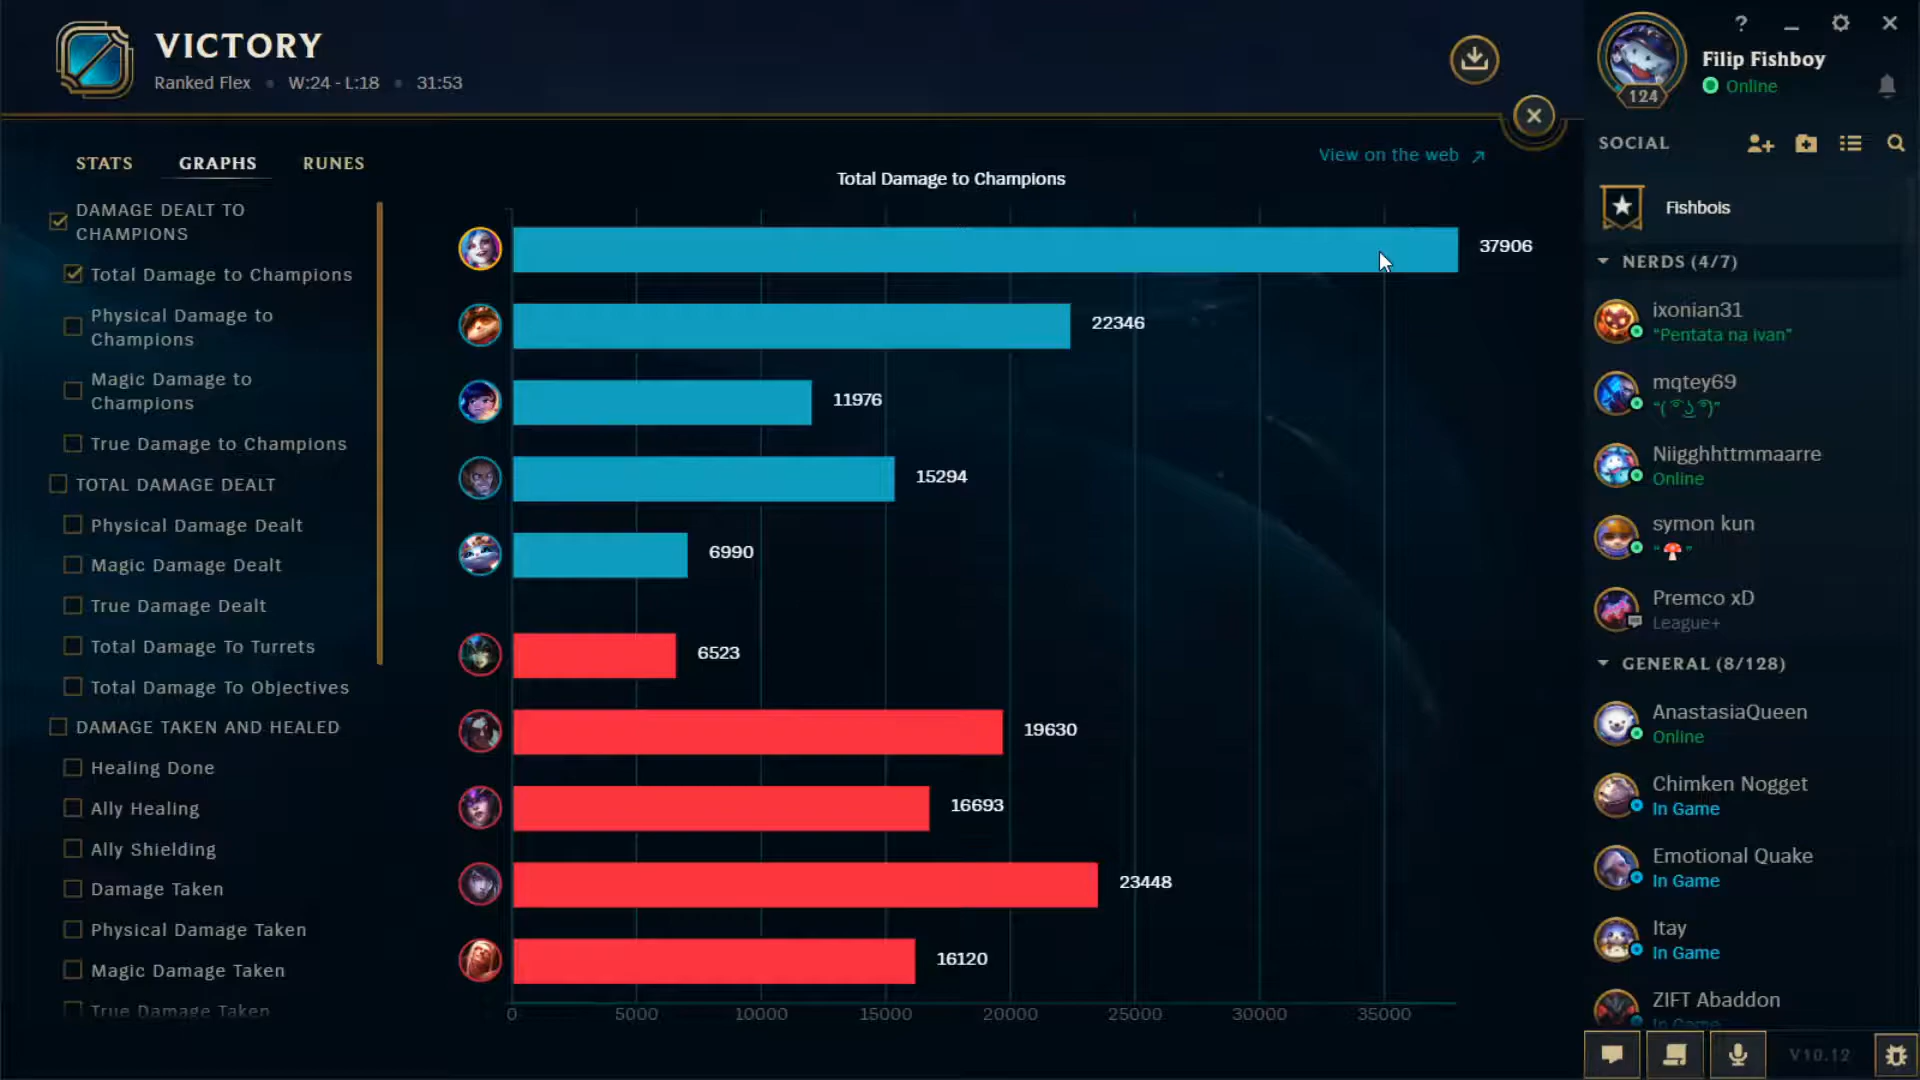 VICTORY
Ranked Flex • W:24 - L:18 • 31:53
STATS GRAPHS RUNES
DAMAGE DEALT TO
CHAMPIONS
Total Damage to Champions
Physical Damage to
Champions
Magic Damage to
Champions
True Damage to Champions
TOTAL DAMAGE DEALT
Physical Damage Dealt
Magic Damage Dealt
True Damage Dealt
Total Damage To Turrets
Total Damage To Objectives
DAMAGE TAKEN AND HEALED
Healing Done
Ally Healing
Ally Shielding
Damage Taken
Physical Damage Taken
Magic Damage Taken
True Damage Taken
View on the web
Total Damage to Champions
37906
22346
11976
15294
6990
6523
19630
16693
23448
16120
0 5000 10000 15000 20000 25000 30000 35000
?
Filip Fishboy
Online
124
SOCIAL
Fishbois
NERDS (4/7)
ixonian31
"Pentata na ivan"
mqtey69
"( ͡° ͜ʖ ͡°)"
Niigghhttmmaarre
Online
symon kun
"🍄"
Premco xD
League+
GENERAL (8/128)
AnastasiaQueen
Online
Chimken Nogget
In Game
Emotional Quake
In Game
Itay
In Game
ZIFT Abaddon
In Game
V10.12